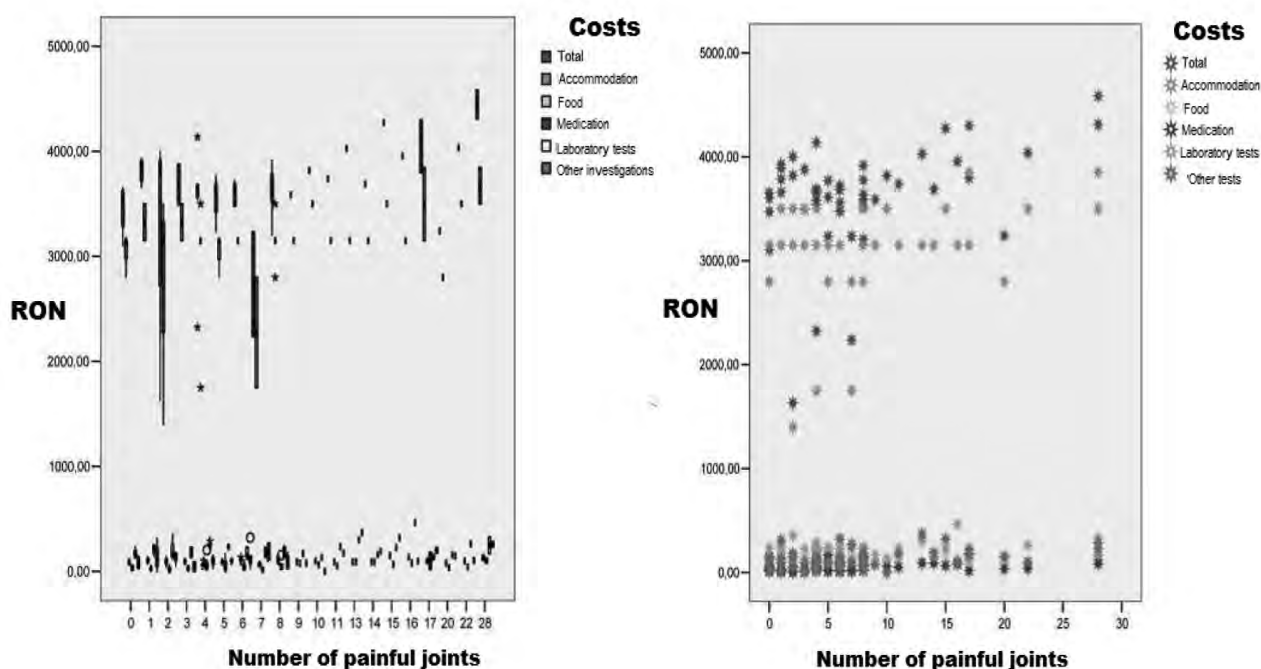 Costs
Total
Accommodation
Food
Medication
Laboratory tests
Other investigations
5000,00
4000,00
3000,00
2000,00
1000,00
0,00
RON
0 1 2 3 4 5 6 7 8 9 10 11 12 13 14 15 16 17 20 22 28
Number of painful joints
Costs
Total
Accommodation
Food
Medication
Laboratory tests
'Other tests
5000,00
4000,00
3000,00
2000,00
1000,00
0,00
RON
0 5 10 15 20 25 30
Number of painful joints